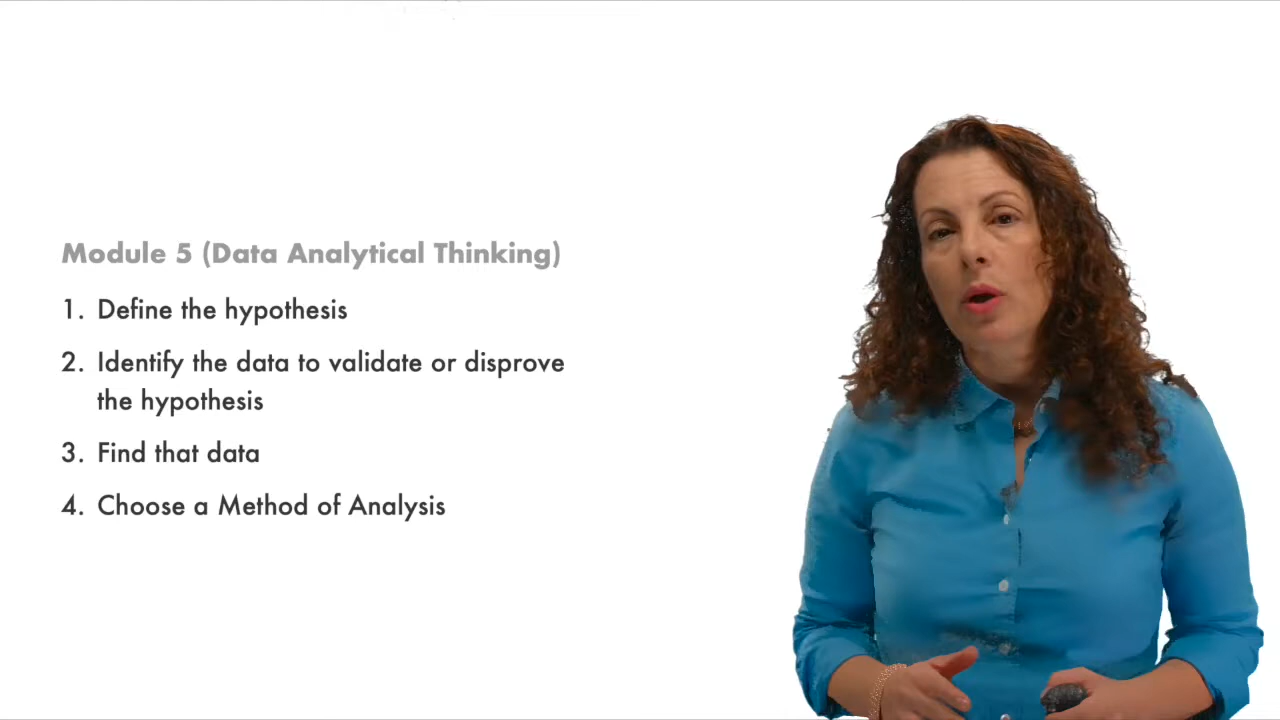 Module 5 (Data Analytical Thinking)
1. Define the hypothesis
2. Identify the data to validate or disprove
the hypothesis
3. Find that data
4. Choose a Method of Analysis